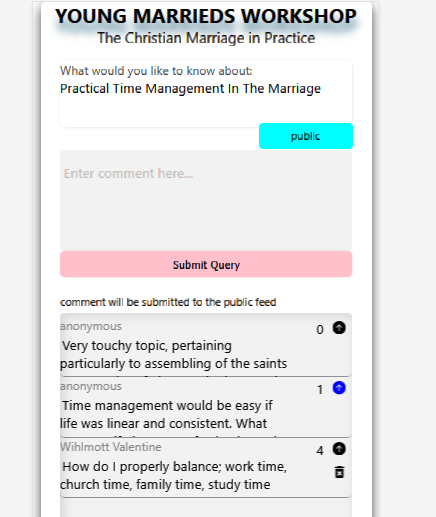 YOUNG MARRIEDS WORKSHOP
The Christian Marriage in Practice
What would you like to know about:
Practical Time Management In The Marriage
public
Enter comment here...
Submit Query
comment will be submitted to the public feed
anonymous
0
Very touchy topic, pertaining
particularly to assembling of the saints
anonymous
1
Time management would be easy if
life was linear and consistent. What
Wihlmott Valentine
4
How do I properly balance; work time,
church time, family time, study time